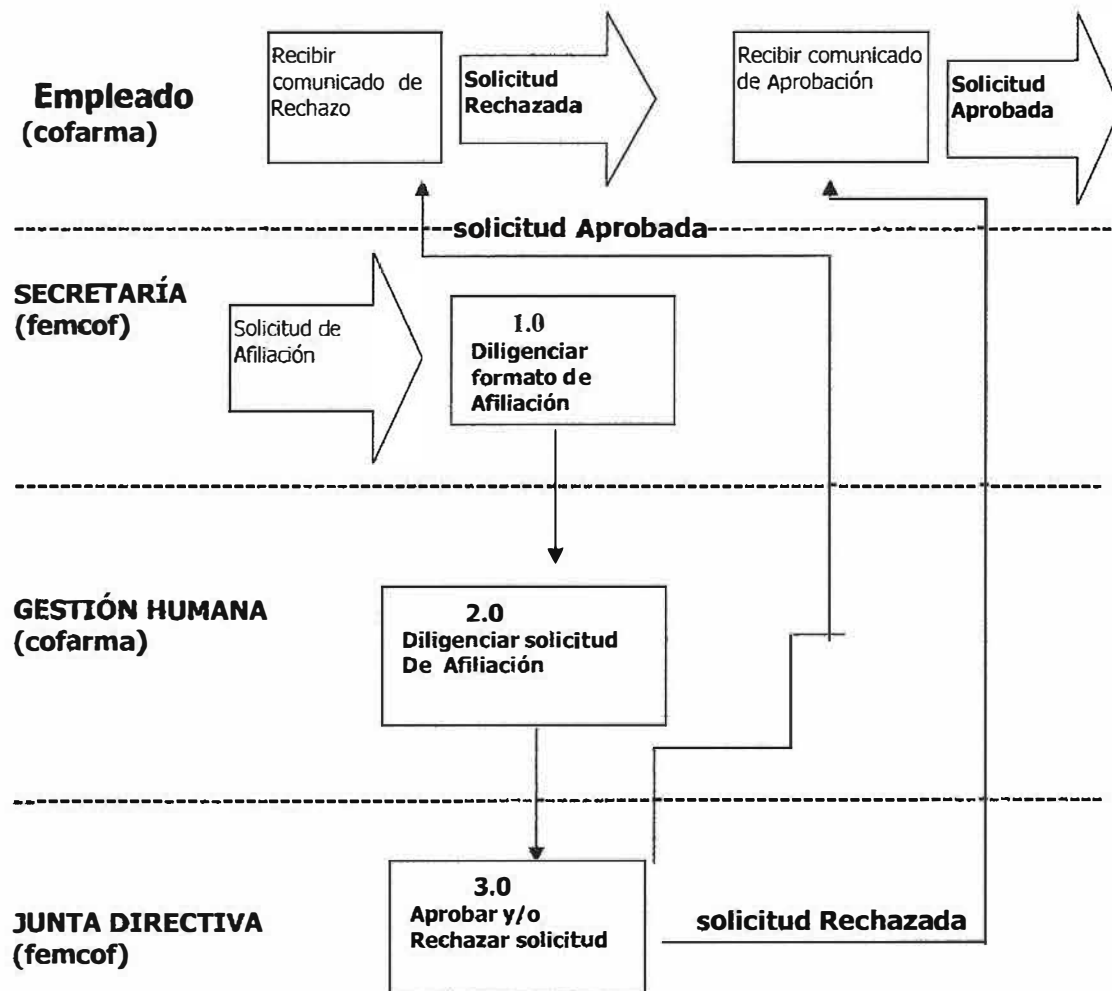 Empleado
(cofarma)
Recibir
comunicado de
Rechazo
Solicitud
Rechazada
Recibir comunicado
de Aprobación
Solicitud
Aprobada
solicitud Aprobada
SECRETARÍA
(femcof)
Solicitud de
Afiliación
1.0
Diligenciar
formato de
Afiliación
GESTIÓN HUMANA
(cofarma)
2.0
Diligenciar solicitud
De Afiliación
JUNTA DIRECTIVA
(femcof)
3.0
Aprobar y/o
Rechazar solicitud
solicitud Rechazada